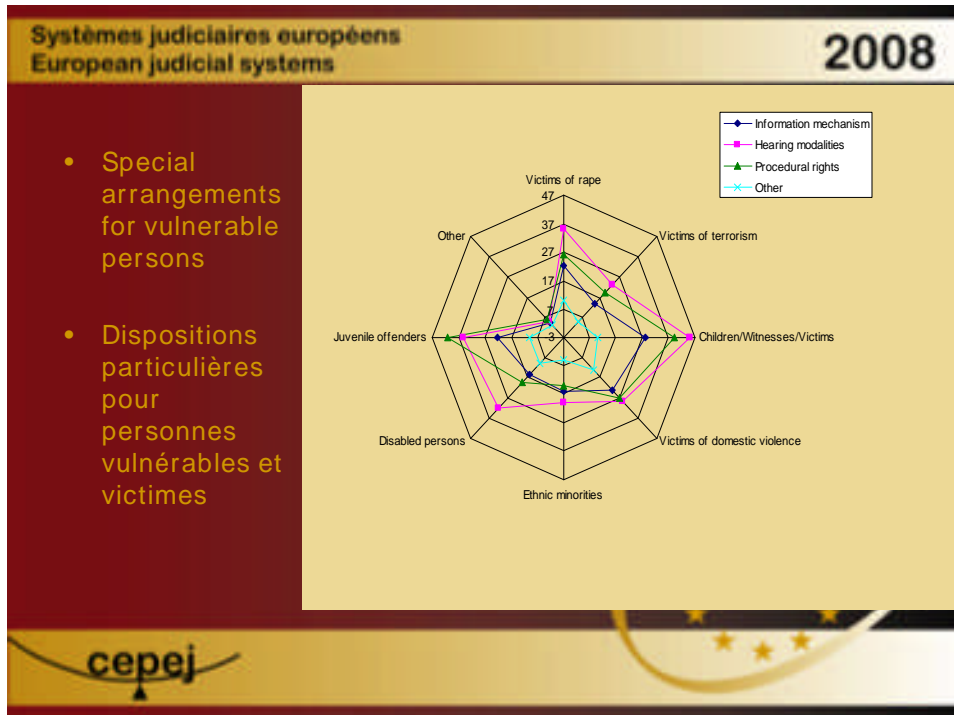 Systèmes judiciaires européens
European judicial systems
2008
• Special
arrangements
for vulnerable
persons
• Dispositions
particulières
pour
personnes
vulnérables et
victimes
Information mechanism
Hearing modalities
Procedural rights
Other
Victims of rape
47
37
27
17
7
3
Other
Victims of terrorism
Juvenile offenders
Children/Witnesses/Victims
Disabled persons
Victims of domestic violence
Ethnic minorities
cepej